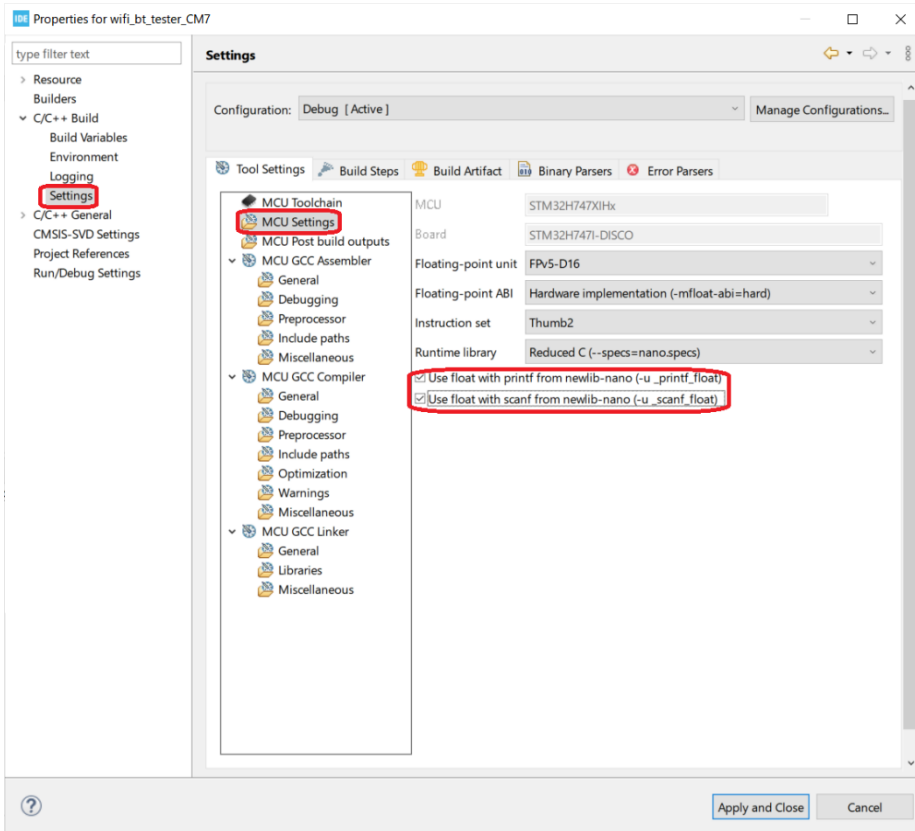 IDE Properties for wifi_bt_tester_CM7
type filter text
Resource
Builders
C/C++ Build
Build Variables
Environment
Logging
Settings
C/C++ General
CMSIS-SVD Settings
Project References
Run/Debug Settings
Settings
Configuration: Debug [ Active ] Manage Configurations...
Tool Settings Build Steps Build Artifact 010 Binary Parsers Error Parsers
MCU Toolchain
MCU Settings
MCU Post build outputs
MCU GCC Assembler
General
Debugging
Preprocessor
Include paths
Miscellaneous
MCU GCC Compiler
General
Debugging
Preprocessor
Include paths
Optimization
Warnings
Miscellaneous
MCU GCC Linker
General
Libraries
Miscellaneous
MCU STM32H747XIHx
Board STM32H747I-DISCO
Floating-point unit FPv5-D16
Floating-point ABI Hardware implementation (-mfloat-abi=hard)
Instruction set Thumb2
Runtime library Reduced C (--specs=nano.specs)
Use float with printf from newlib-nano (-u _printf_float)
Use float with scanf from newlib-nano (-u _scanf_float)
? Apply and Close Cancel